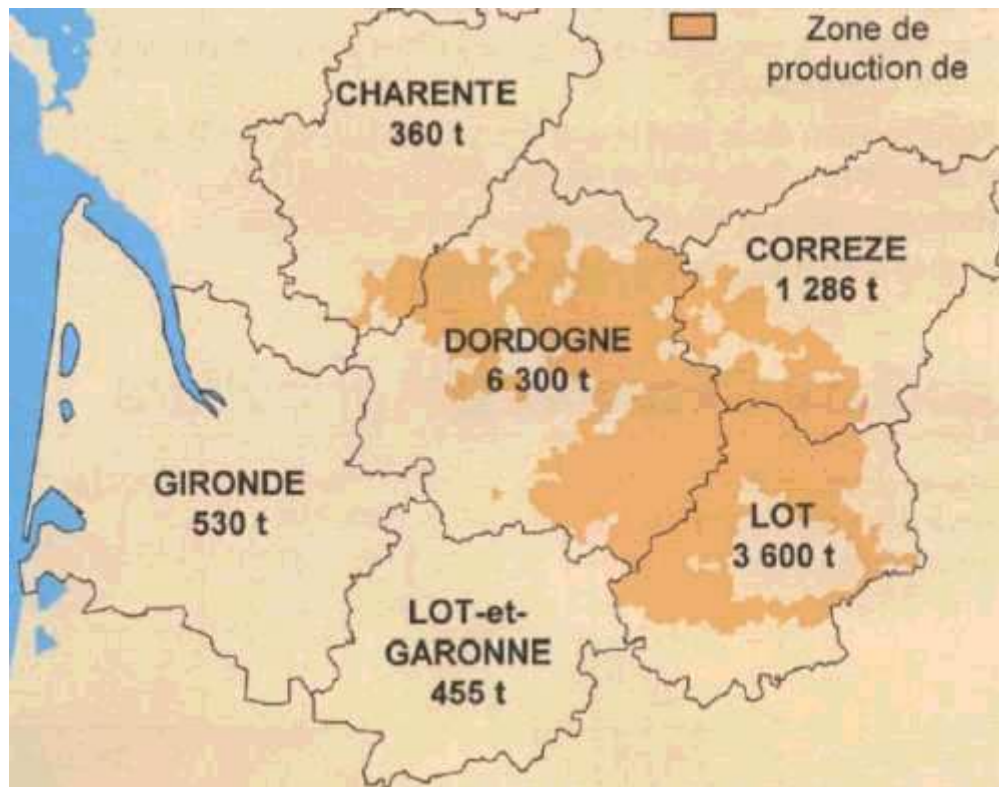 Zone de
production de
CHARENTE
360 t
CORREZE
1 286 t
DORDOGNE
6 300 t
GIRONDE
530 t
LOT
3 600 t
LOT-et-
GARONNE
455 t